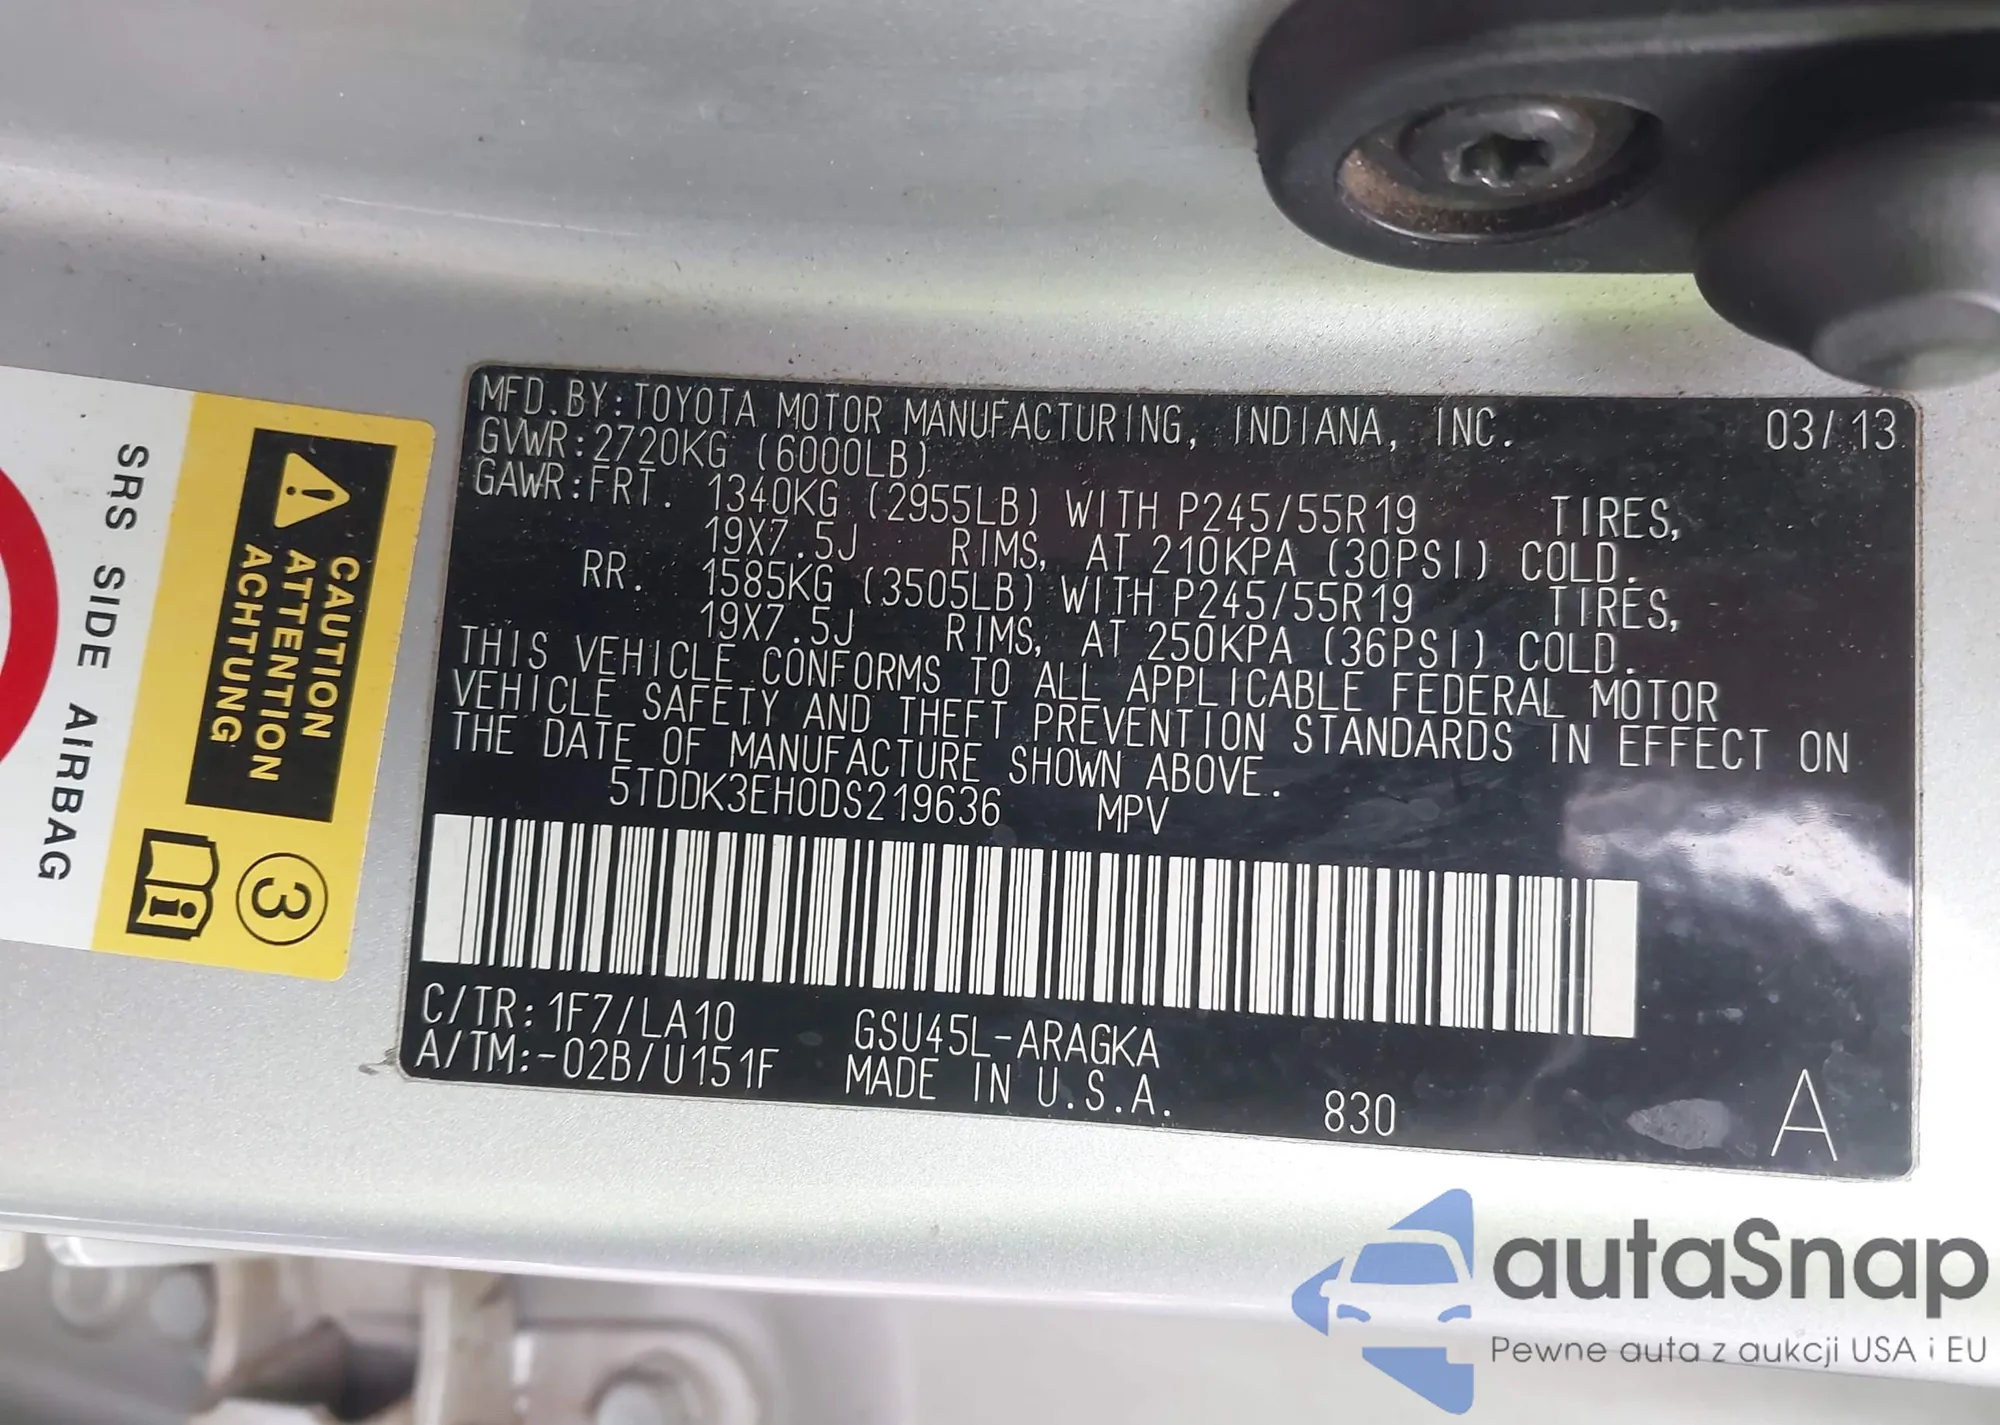 MFD.BY:TOYOTA MOTOR MANUFACTURING, INDIANA, INC. 03/13
GVWR:2720KG (6000LB)
GAWR:FRT. 1340KG (2955LB) WITH P245/55R19 TIRES,
19X7.5J RIMS, AT 210KPA (30PSI) COLD.
RR. 1585KG (3505LB) WITH P245/55R19 TIRES,
19X7.5J RIMS, AT 250KPA (36PSI) COLD.
THIS VEHICLE CONFORMS TO ALL APPLICABLE FEDERAL MOTOR
VEHICLE SAFETY AND THEFT PREVENTION STANDARDS IN EFFECT ON
THE DATE OF MANUFACTURE SHOWN ABOVE.
5TDDK3EH0DS219636 MPV
C/TR:1F7/LA10 GSU45L-ARAGKA
A/TM:-02B/U151F MADE IN U.S.A.
830 A
CAUTION
ATTENTION
ACHTUNG
3
i
SRS SIDE AIRBAG
autaSnap
Pewne auta z aukcji USA i EU